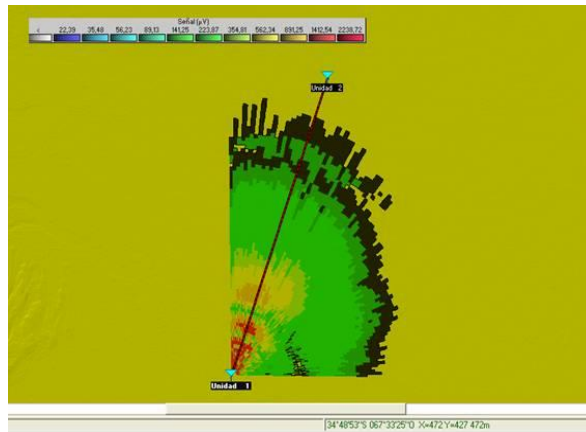 Señal (µV)
< 22,39 35,48 56,23 89,13 141,25 223,87 354,81 562,34 891,25 1412,54 2238,72
Unidad 2
Unidad 1
34°48'53"S 067°33'25"O X=472 Y=427 472m